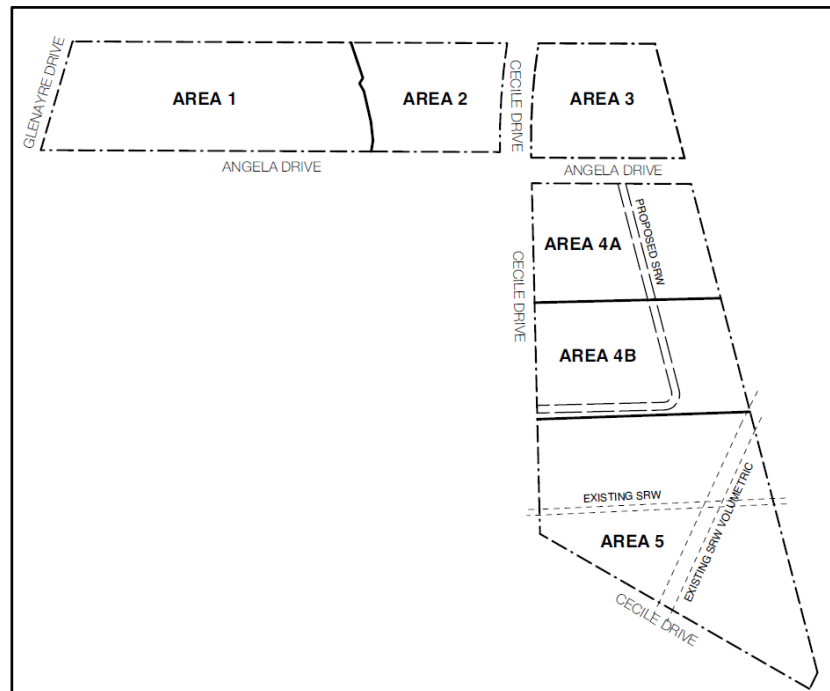 GLENAYRE DRIVE
AREA 1
AREA 2
CECILE DRIVE
AREA 3
ANGELA DRIVE
ANGELA DRIVE
AREA 4A
PROPOSED SRW
CECILE DRIVE
AREA 4B
EXISTING SRW
EXISTING SRW VOLUMETRIC
AREA 5
CECILE DRIVE